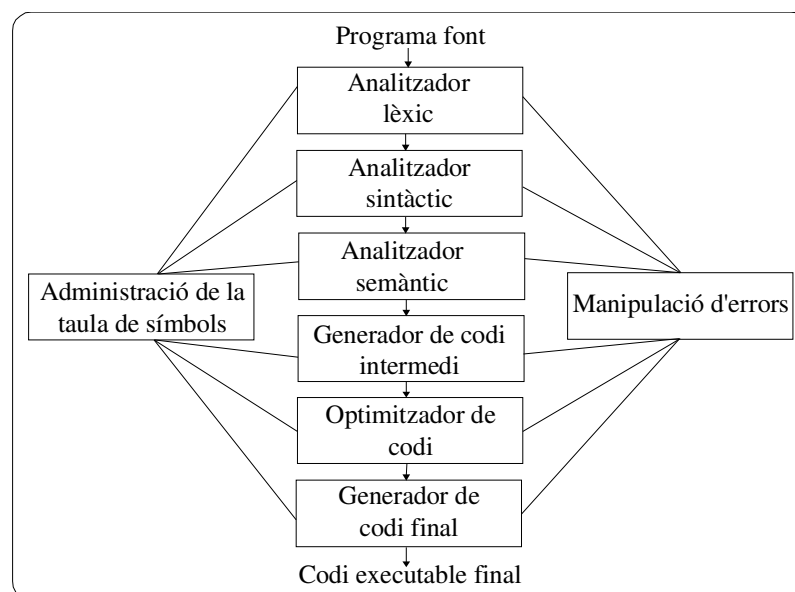 Programa font
Analitzador
lèxic
Analitzador
sintàctic
Analitzador
semàntic
Administració de la
taula de símbols
Manipulació d'errors
Generador de codi
intermedi
Optimitzador de
codi
Generador de
codi final
Codi executable final